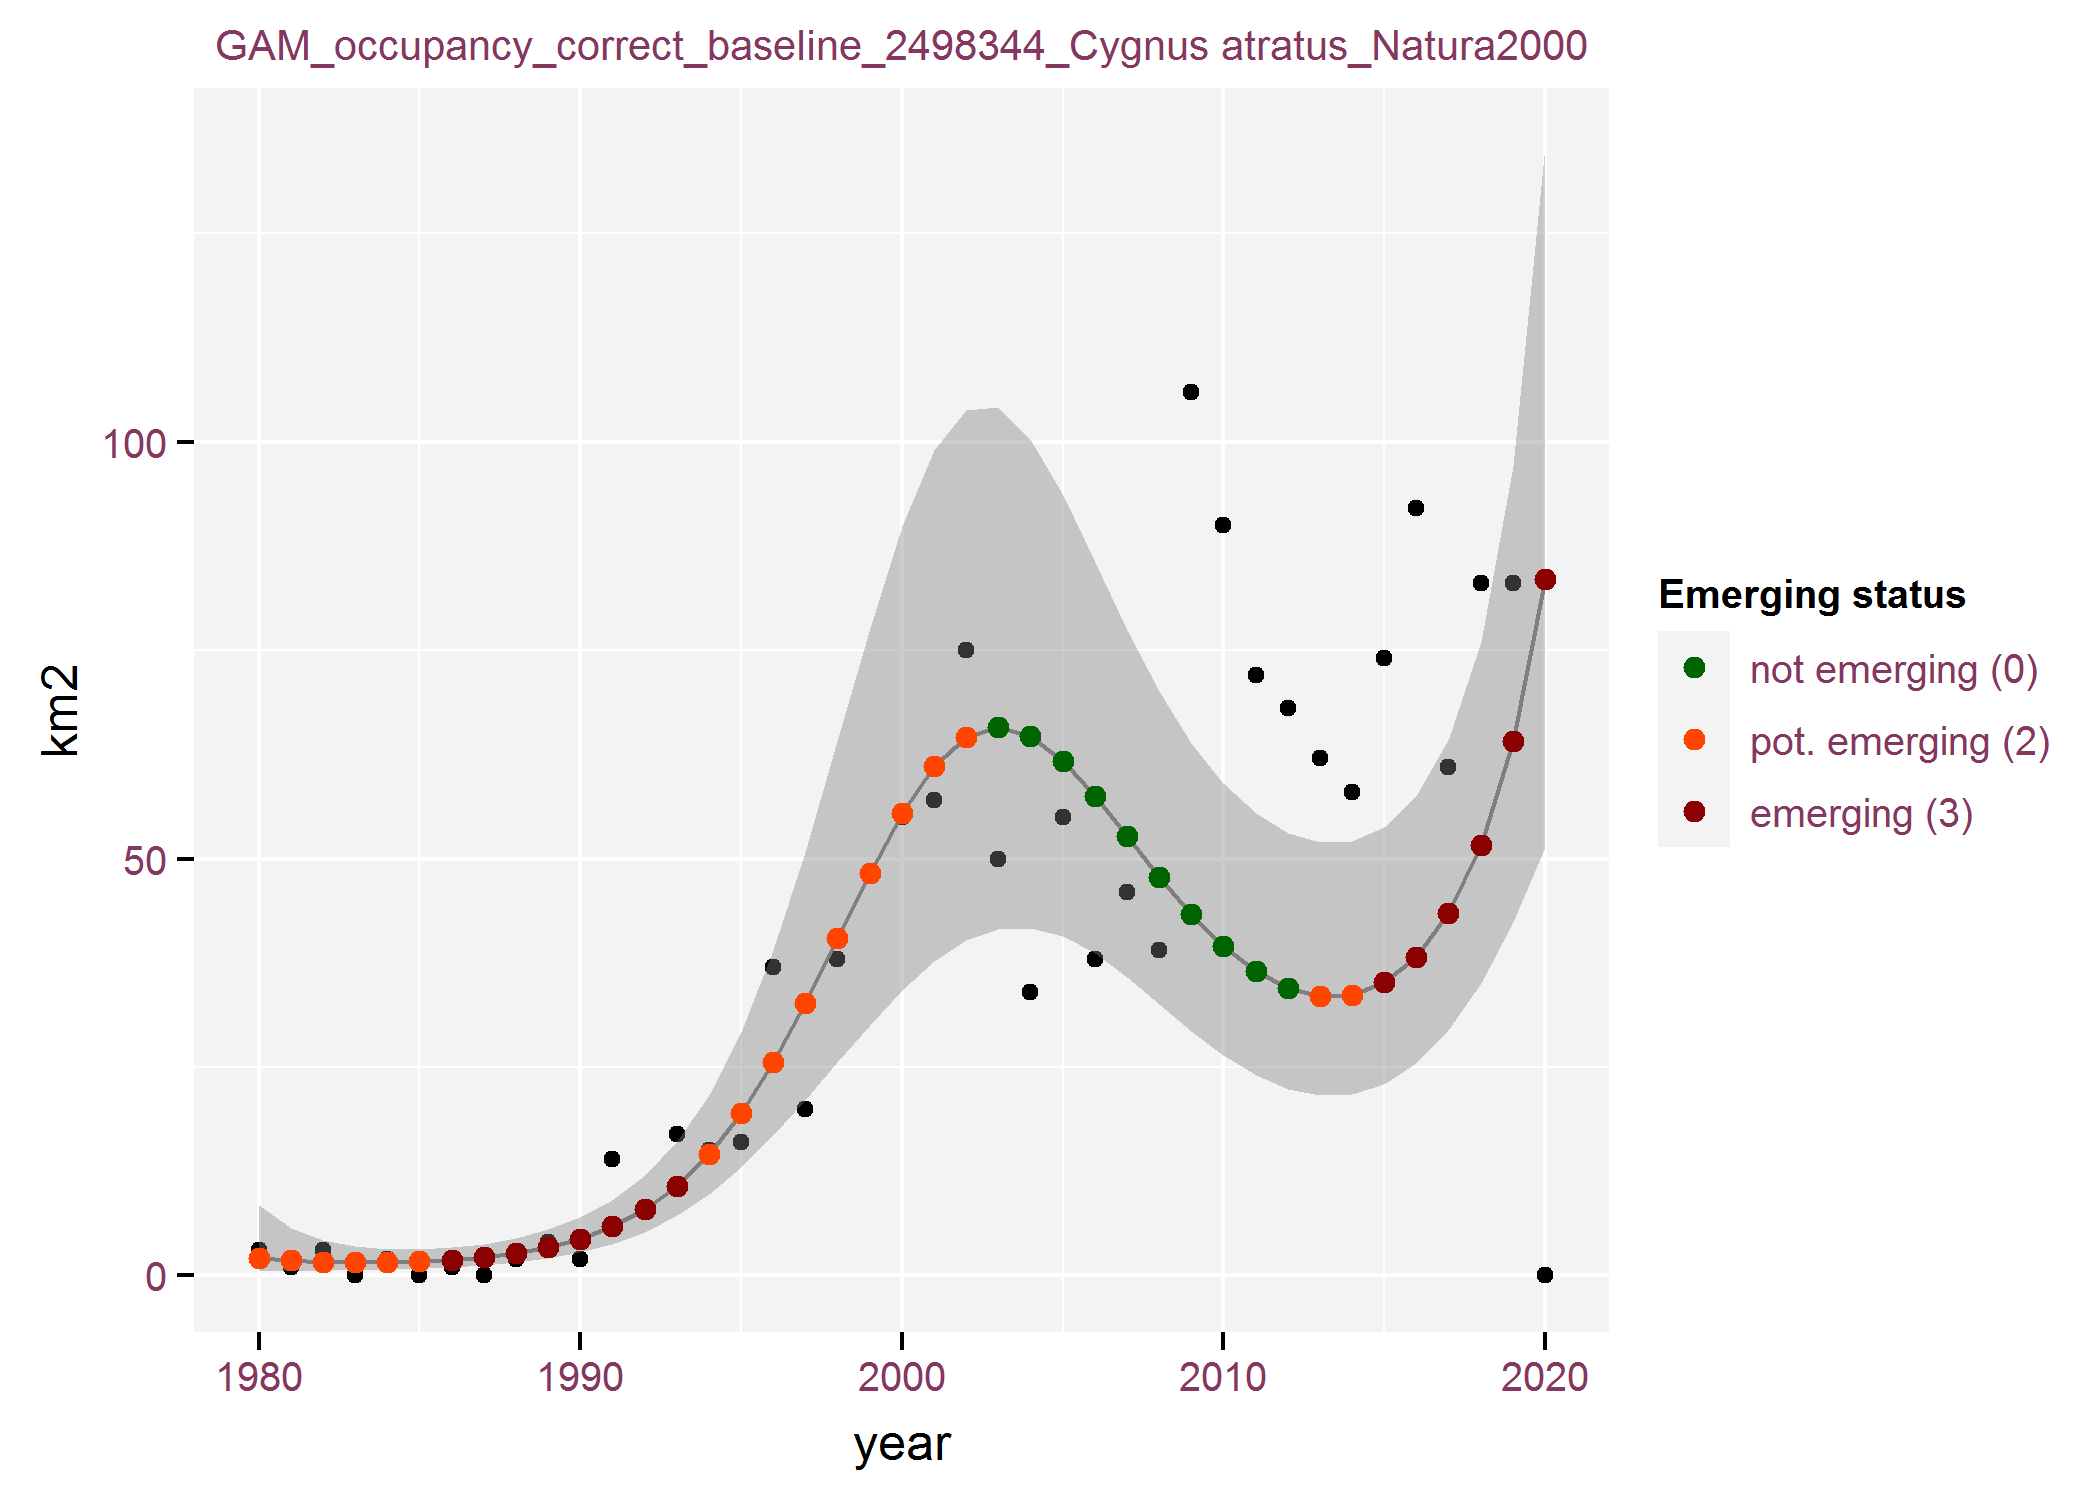 GAM_occupancy_correct_baseline_2498344_Cygnus atratus_Natura2000
km2
100
50
0
1980 1990 2000 2010 2020
year
Emerging status
not emerging (0)
pot. emerging (2)
emerging (3)